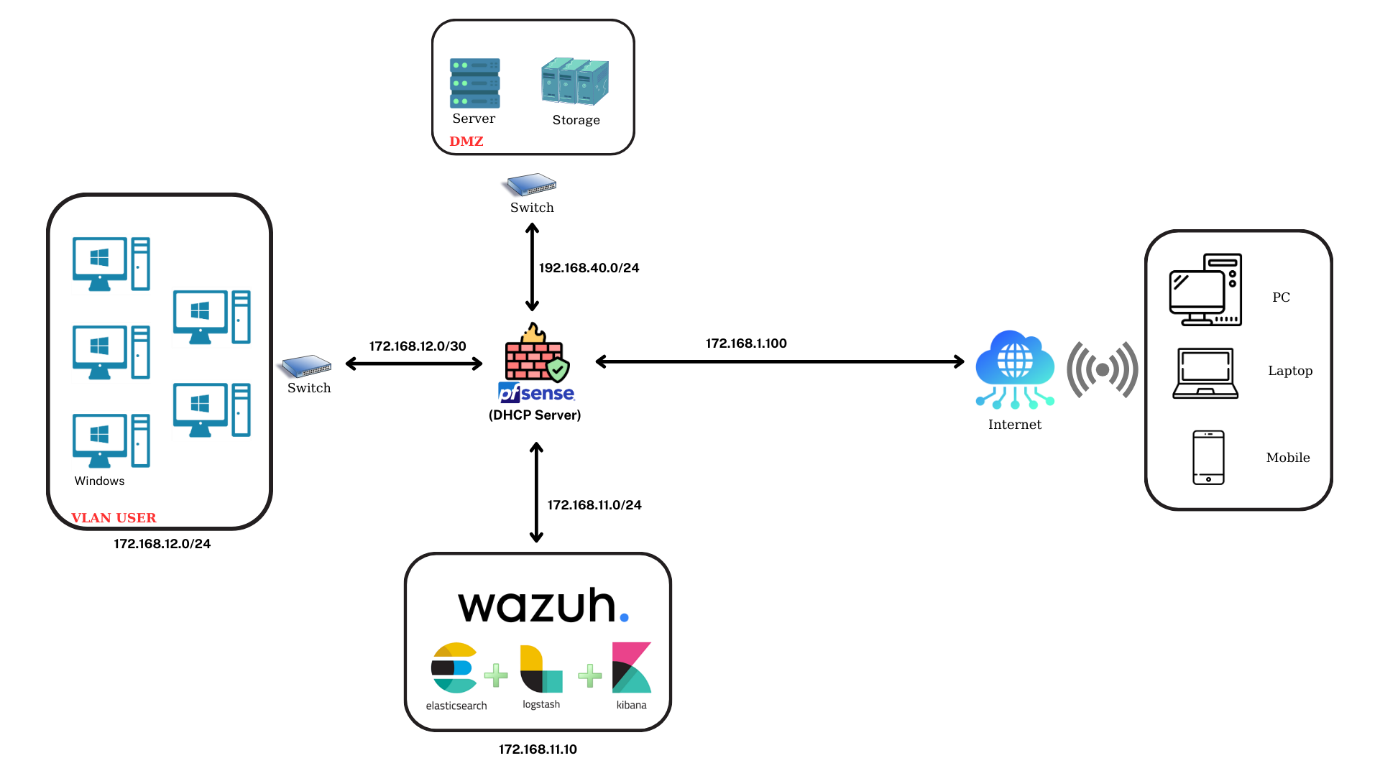 Server
Storage
DMZ
Switch
192.168.40.0/24
172.168.12.0/30
Switch
Windows
VLAN USER
172.168.12.0/24
pfsense
(DHCP Server)
172.168.1.100
Internet
PC
Laptop
Mobile
172.168.11.0/24
wazuh.
elasticsearch
logstash
kibana
172.168.11.10